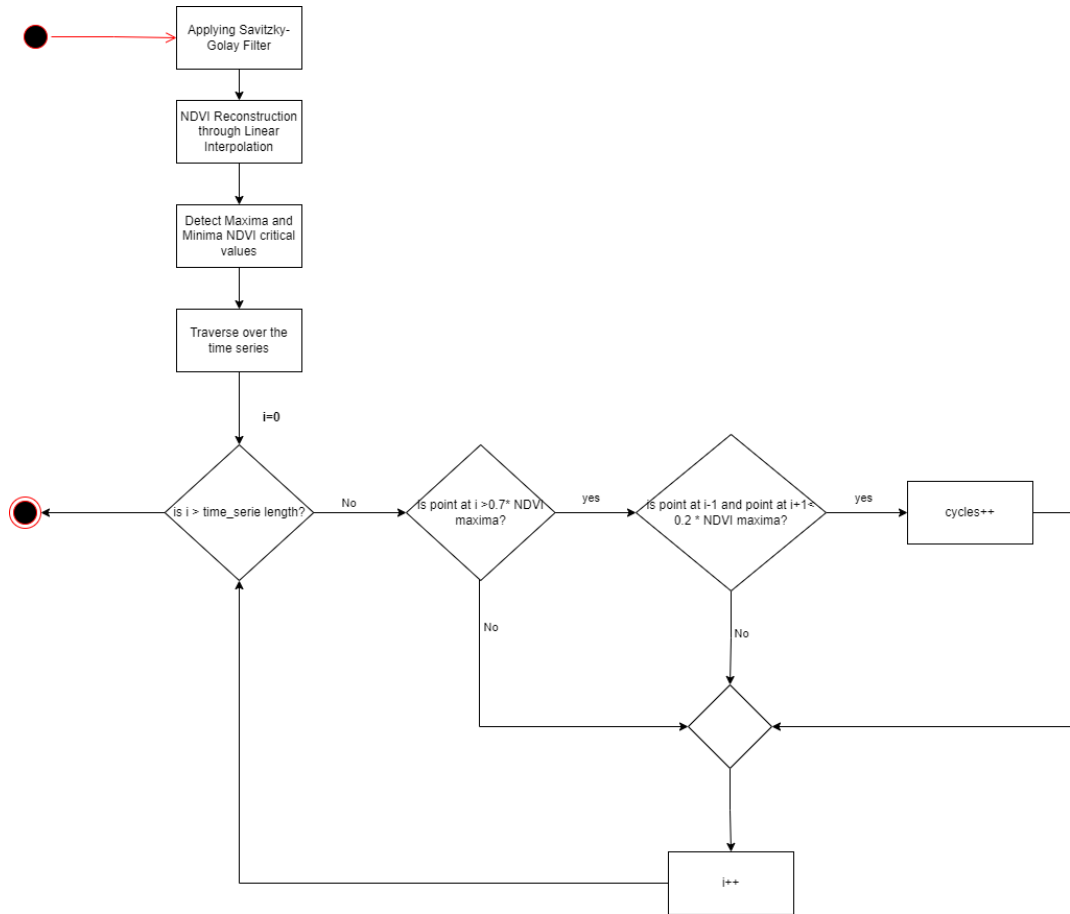 Applying Savitzky-
Golay Filter
NDVI Reconstruction
through Linear
Interpolation
Detect Maxima and
Minima NDVI critical
values
Traverse over the
time series
i=0
is i > time_serie length?
No
Is point at i >0.7* NDVI
maxima?
yes
is point at i-1 and point at i+1<
0.2 * NDVI maxima?
yes
cycles++
No
No
i++